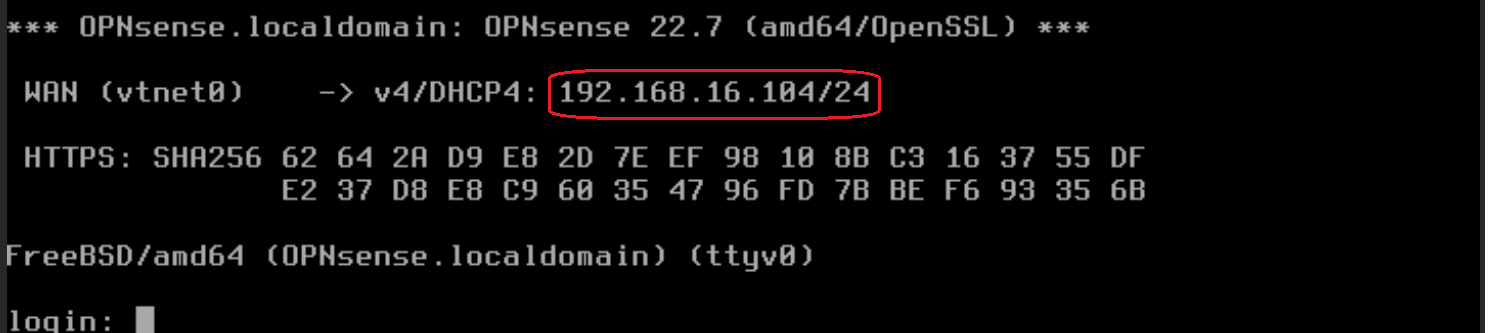 *** OPNsense.localdomain: OPNsense 22.7 (amd64/OpenSSL) ***
WAN (vtnet0) -> v4/DHCP4: 192.168.16.104/24
HTTPS: SHA256 62 64 2A D9 E8 2D 7E EF 98 10 8B C3 16 37 55 DF
E2 37 D8 E8 C9 60 35 47 96 FD 7B BE F6 93 35 6B
FreeBSD/amd64 (OPNsense.localdomain) (ttyv0)
login: